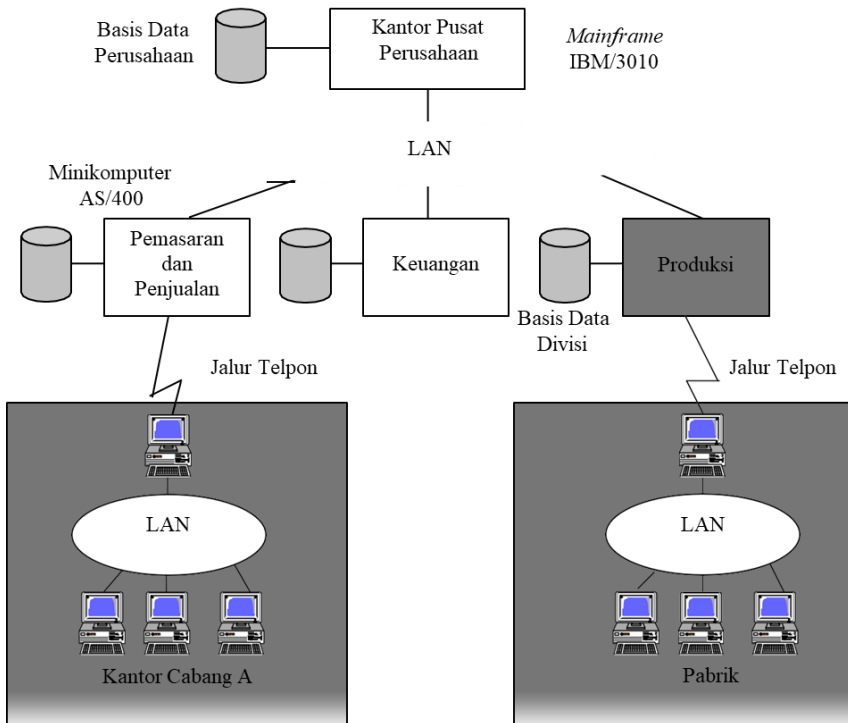 Basis Data
Perusahaan
Kantor Pusat
Perusahaan
Mainframe
IBM/3010
LAN
Minikomputer
AS/400
Pemasaran
dan
Penjualan
Keuangan
Produksi
Basis Data
Divisi
Jalur Telpon
Jalur Telpon
LAN
LAN
Kantor Cabang A
Pabrik